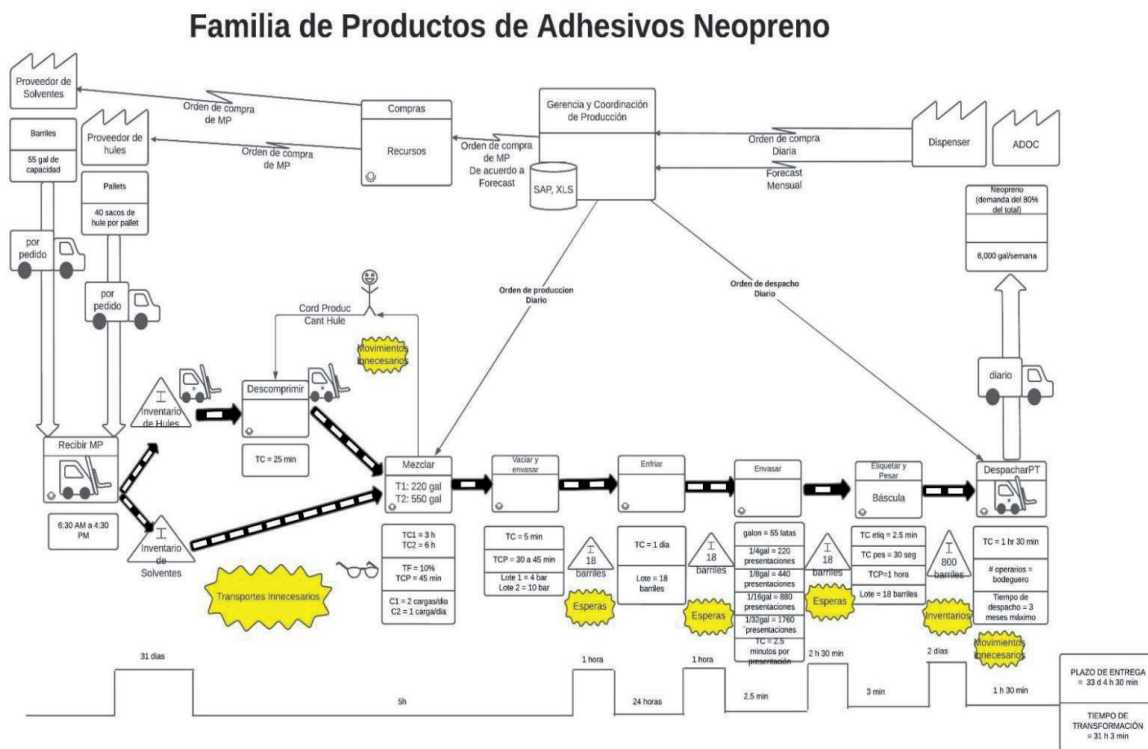 Familia de Productos de Adhesivos Neopreno
Proveedor de
Solventes
Barriles
55 gal de
capacidad
por
pedido
Proveedor de
hules
Pallets
40 sacos de
hule por pallet
por
pedido
Orden de compra
de MP
Orden de compra
de MP
Compras
Recursos
Orden de compra
de MP
De acuerdo a
Forecast
Gerencia y Coordinación
de Producción
SAP, XLS
Orden de compra
Diaria
Forecast
Mensual
Dispenser
ADOC
Neopreno
(demanda del 80%
del total)
6,000 gal/semana
diario
Orden de produccion
Diario
Orden de despacho
Diario
Cord Produc
Cant Hule
Movimientos
Innecesarios
I
Inventario
de Hules
Descomprimir
TC = 25 min
Recibir MP
6:30 AM a 4:30
PM
I
Inventario
de
Solventes
Transportes Innecesarios
Mezclar
T1: 220 gal
T2: 550 gal
TC1 = 3 h
TC2 = 6 h
TF = 10%
TCP = 45 min
C1 = 2 cargas/dia
C2 = 1 carga/dia
Vaciar y
envasar
TC = 5 min
TCP = 30 a 45 min
Lote 1 = 4 bar
Lote 2 = 10 bar
I
18
barriles
Esperas
Enfriar
TC = 1 dia
Lote = 18
barriles
I
18
barriles
Esperas
Envasar
galon = 55 latas
1/4gal = 220
presentaciones
1/8gal = 440
presentaciones
1/16gal = 880
presentaciones
1/32gal = 1760
presentaciones
TC = 2.5
minutos por
presentación
I
18
barriles
Esperas
Etiquetar y
Pesar
Báscula
TC etiq = 2.5 min
TC pes = 30 seg
TCP=1 hora
Lote = 18 barriles
I
800
barriles
Inventarios
DespacharPT
TC = 1 hr 30 min
# operarios =
bodeguero
Tiempo de
despacho = 3
meses máximo
Movimientos
Innecesarios
31 dias
5h
1 hora
24 horas
1 hora
2.5 min
2 h 30 min
3 min
2 días
1 h 30 min
PLAZO DE ENTREGA
= 33 d 4 h 30 min
TIEMPO DE
TRANSFORMACIÓN
= 31 h 3 min